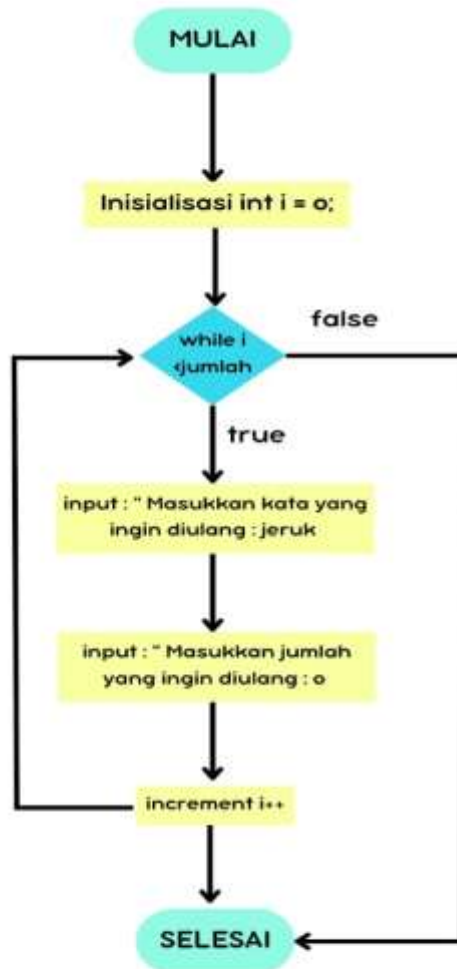 MULAI
Inisialisasi int i = o;
while i
<jumlah
false
true
input : " Masukkan kata yang
ingin diulang : jeruk
input : " Masukkan jumlah
yang ingin diulang : o
increment i++
SELESAI